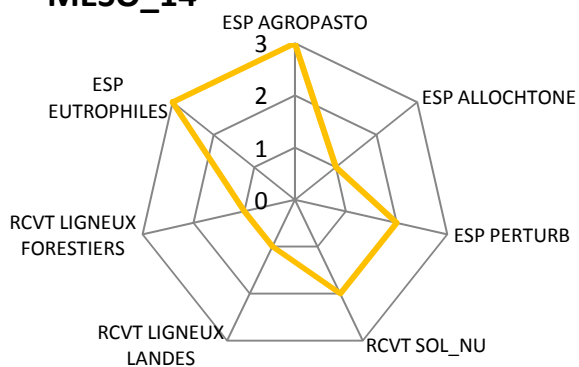 MESO_14
ESP AGROPASTO
3
ESP
EUTROPHILES
ESP ALLOCHTONE
2
1
0
RCVT LIGNEUX
FORESTIERS
ESP PERTURB
RCVT LIGNEUX
LANDES
RCVT SOL_NU